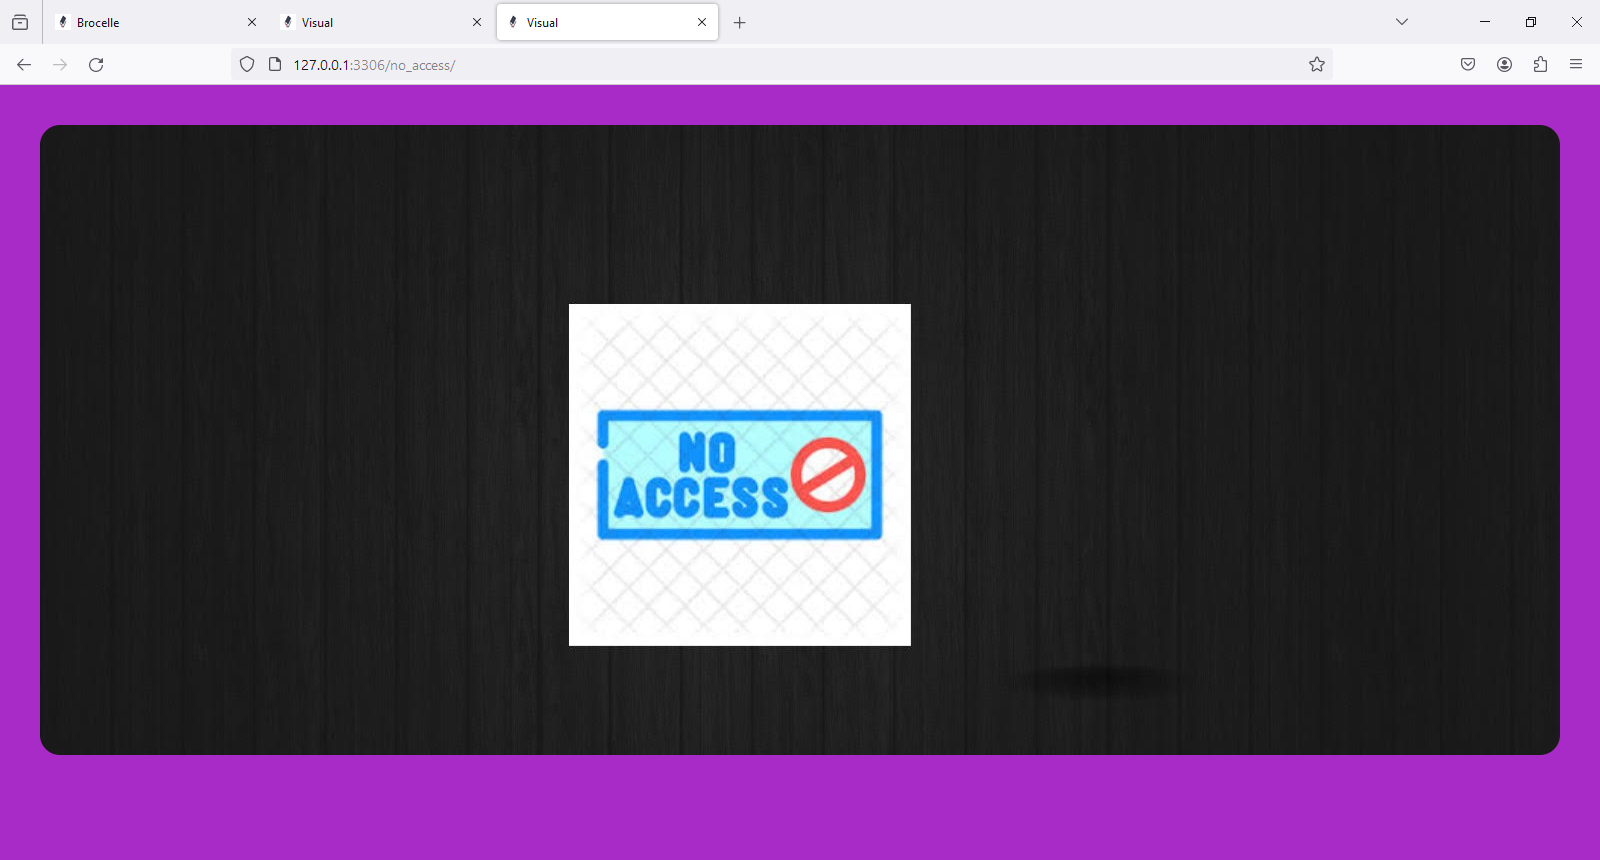 Brocelle
Visual
Visual
127.0.0.1:3306/no_access/
NO
ACCESS